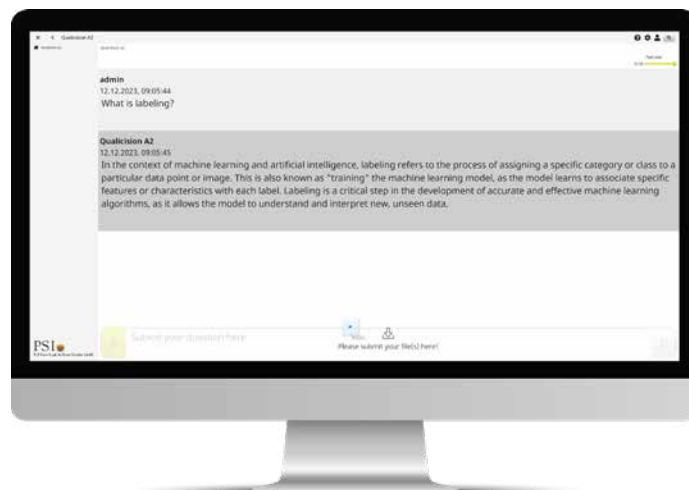 Qualicision A2
admin
12.12.2023, 09:05:44
What is labeling?
Qualicision A2
12.12.2023, 09:05:45
In the context of machine learning and artificial intelligence, labeling refers to the process of assigning a specific category or class to a
particular data point or image. This is also known as "training" the machine learning model, as the model learns to associate specific
features or characteristics with each label. Labeling is a critical step in the development of accurate and effective machine learning
algorithms, as it allows the model to understand and interpret new, unseen data.
Submit your question here
Please submit your file(s) here!
PSI